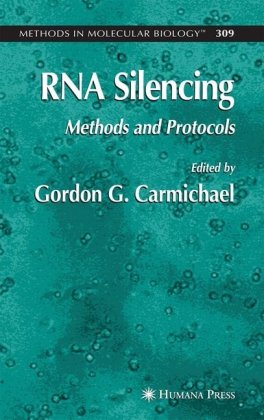 METHODS IN MOLECULAR BIOLOGY™ 309
RNA Silencing
Methods and Protocols
Edited by
Gordon G. Carmichael
HUMANA PRESS